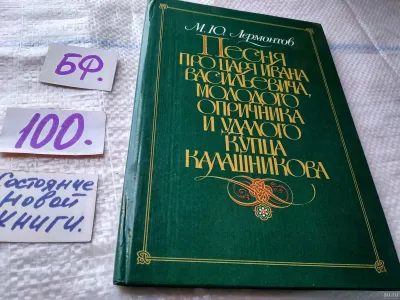 М.Ю. Лермонтов
Песня
про царя Ивана
Васильевича,
молодого
опричника
и удалого
купца
Калашникова
БФ.
100.
Состояние
новой
книги.